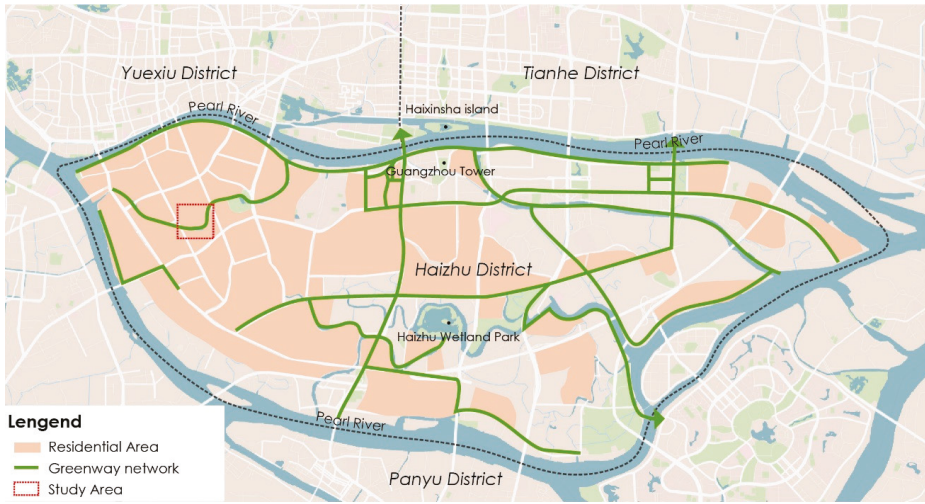 Yuexiu District
Tianhe District
Pearl River
Haixinsha island
Pearl River
Guangzhou Tower
Haizhu District
Haizhu Wetland Park
Pearl River
Panyu District
Lengend
Residential Area
Greenway network
Study Area